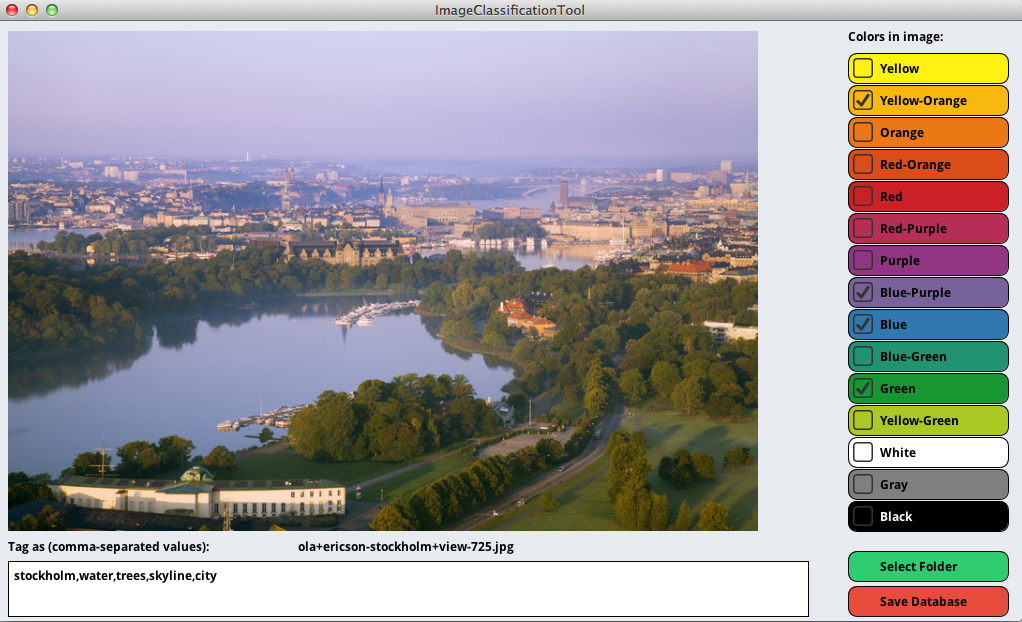 ImageClassificationTool
Colors in image:
Yellow
Yellow-Orange
Orange
Red-Orange
Red
Red-Purple
Purple
Blue-Purple
Blue
Blue-Green
Green
Yellow-Green
White
Gray
Black
Tag as (comma-separated values):
ola+ericson-stockholm+view-725.jpg
stockholm,water,trees,skyline,city
Select Folder
Save Database